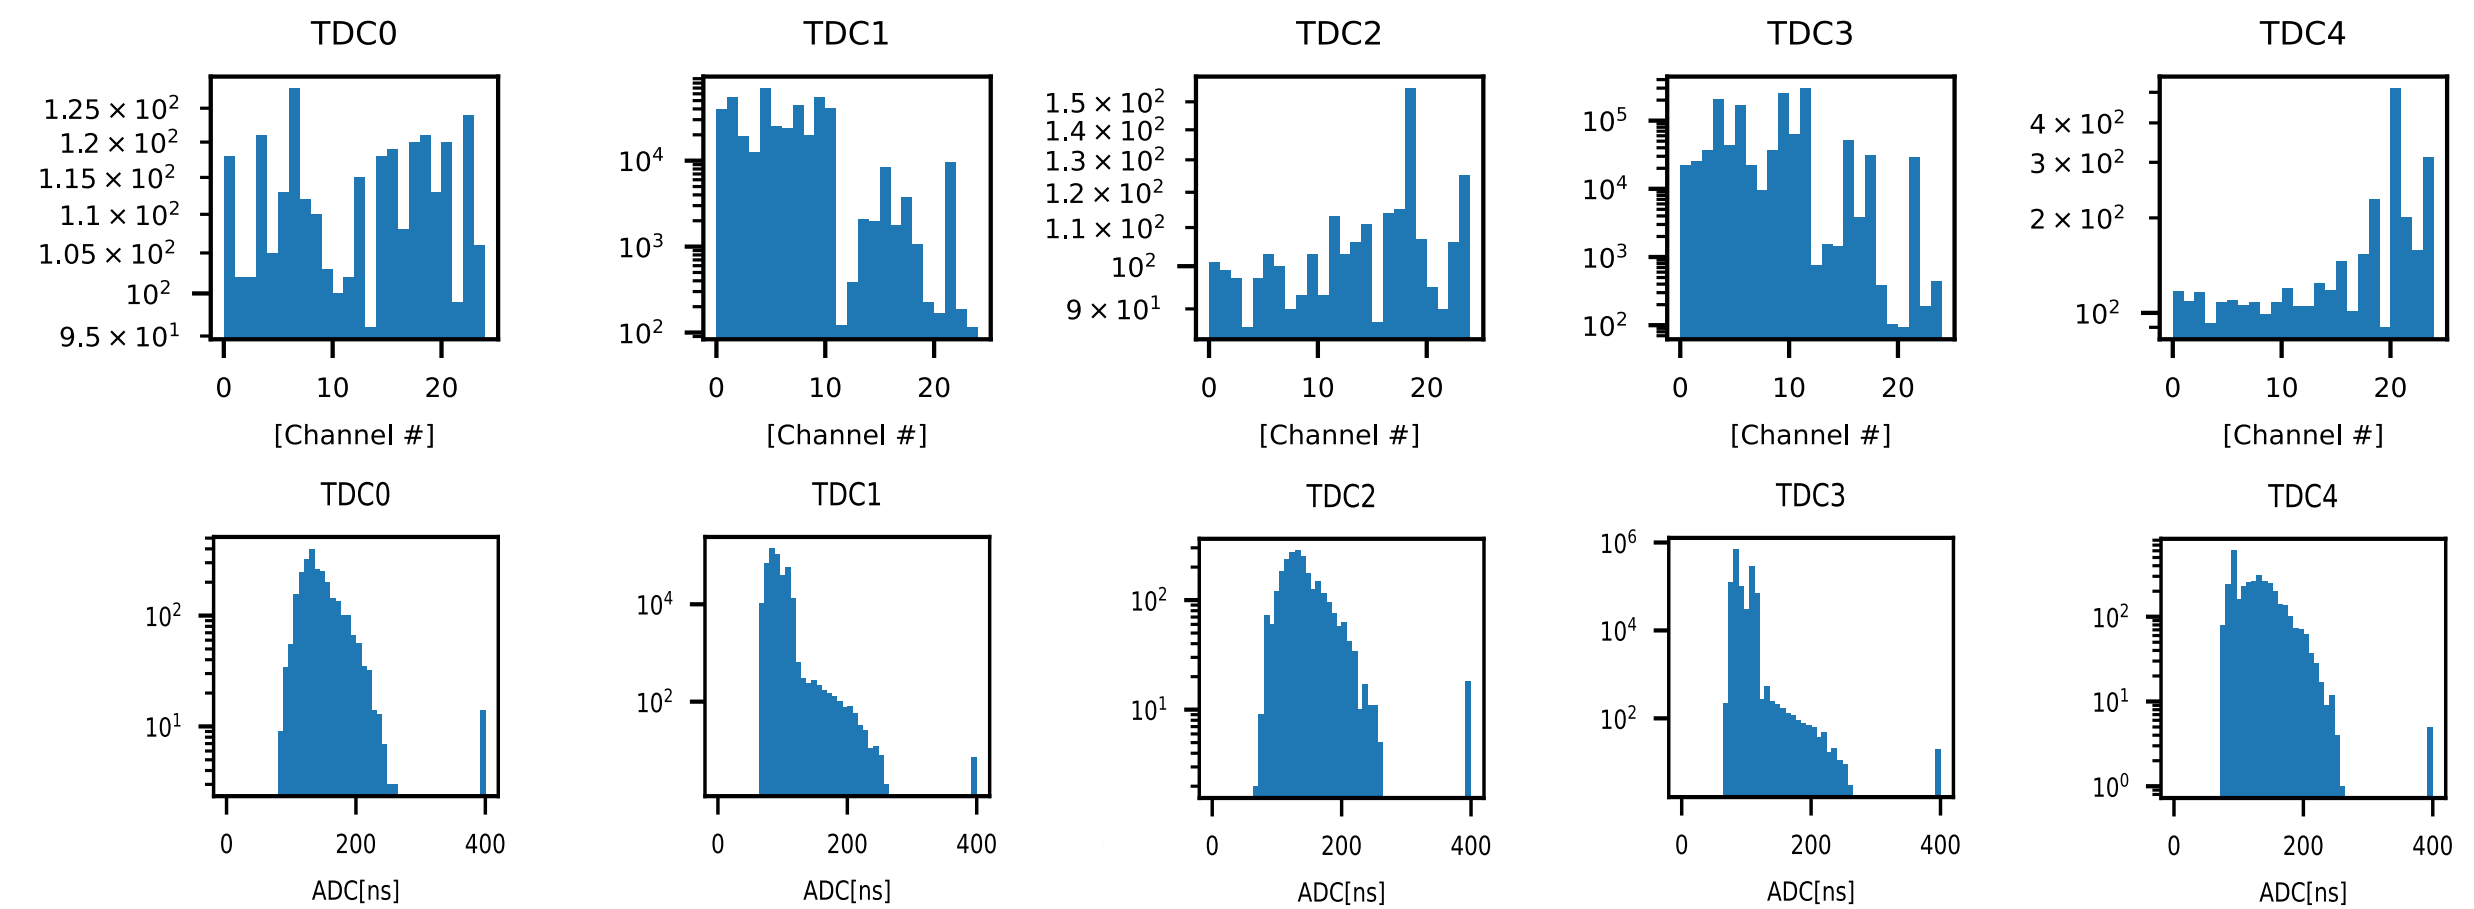 TDC0
1.25 × 10²
1.2 × 10²
1.15 × 10²
1.1 × 10²
1.05 × 10²
10²
9.5 × 10¹
0 10 20
[Channel #]
TDC1
10⁴
10³
10²
0 10 20
[Channel #]
TDC2
1.5 × 10²
1.4 × 10²
1.3 × 10²
1.2 × 10²
1.1 × 10²
10²
9 × 10¹
0 10 20
[Channel #]
TDC3
10⁵
10⁴
10³
10²
0 10 20
[Channel #]
TDC4
4 × 10²
3 × 10²
2 × 10²
10²
0 10 20
[Channel #]
TDC0
10²
10¹
0 200 400
ADC[ns]
TDC1
10⁴
10²
0 200 400
ADC[ns]
TDC2
10²
10¹
0 200 400
ADC[ns]
TDC3
10⁶
10⁴
10²
0 200 400
ADC[ns]
TDC4
10²
10¹
10⁰
0 200 400
ADC[ns]